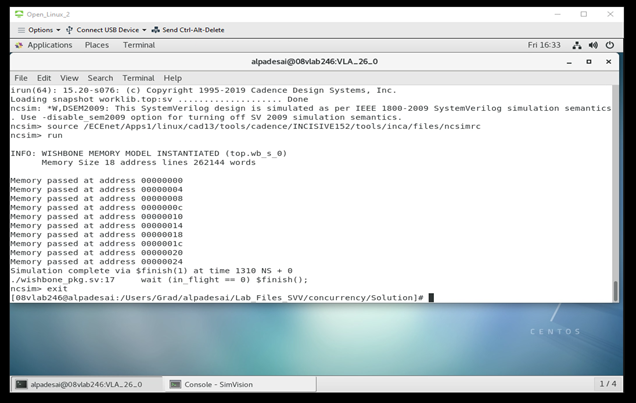 Open_Linux_2
Options
Connect USB Device
Send Ctrl-Alt-Delete
Applications Places Terminal
Fri 16:33
alpadesai@08vlab246:VLA_26_0
File Edit View Search Terminal Help
irun(64): 15.20-s076: (c) Copyright 1995-2019 Cadence Design Systems, Inc.
Loading snapshot worklib.top:sv .................... Done
ncsim: *W,DSEM2009: This SystemVerilog design is simulated as per IEEE 1800-2009 SystemVerilog simulation semantics
. Use -disable_sem2009 option for turning off SV 2009 simulation semantics.
ncsim> source /ECEnet/Apps1/linux/cad13/tools/cadence/INCISIVE152/tools/inca/files/ncsimrc
ncsim> run
INFO: WISHBONE MEMORY MODEL INSTANTIATED (top.wb_s_0)
Memory Size 18 address lines 262144 words
Memory passed at address 00000000
Memory passed at address 00000004
Memory passed at address 00000008
Memory passed at address 0000000c
Memory passed at address 00000010
Memory passed at address 00000014
Memory passed at address 00000018
Memory passed at address 0000001c
Memory passed at address 00000020
Memory passed at address 00000024
Simulation complete via $finish(1) at time 1310 NS + 0
./wishbone_pkg.sv:17 wait (in_flight == 0) $finish();
ncsim> exit
[08vlab246@alpadesai:/Users/Grad/alpadesai/Lab_Files_SVV/concurrency/Solution]#
CENTOS
alpadesai@08vlab246:VLA_26_0
Console - SimVision
1 / 4